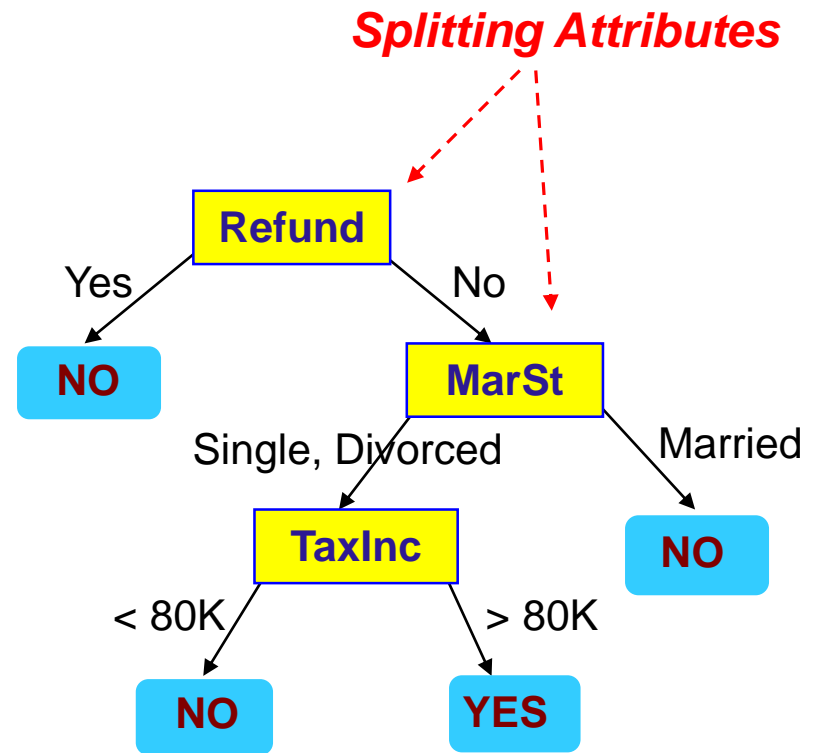 Splitting Attributes
Refund
Yes
No
NO
MarSt
Single, Divorced
Married
TaxInc
NO
< 80K
> 80K
NO
YES